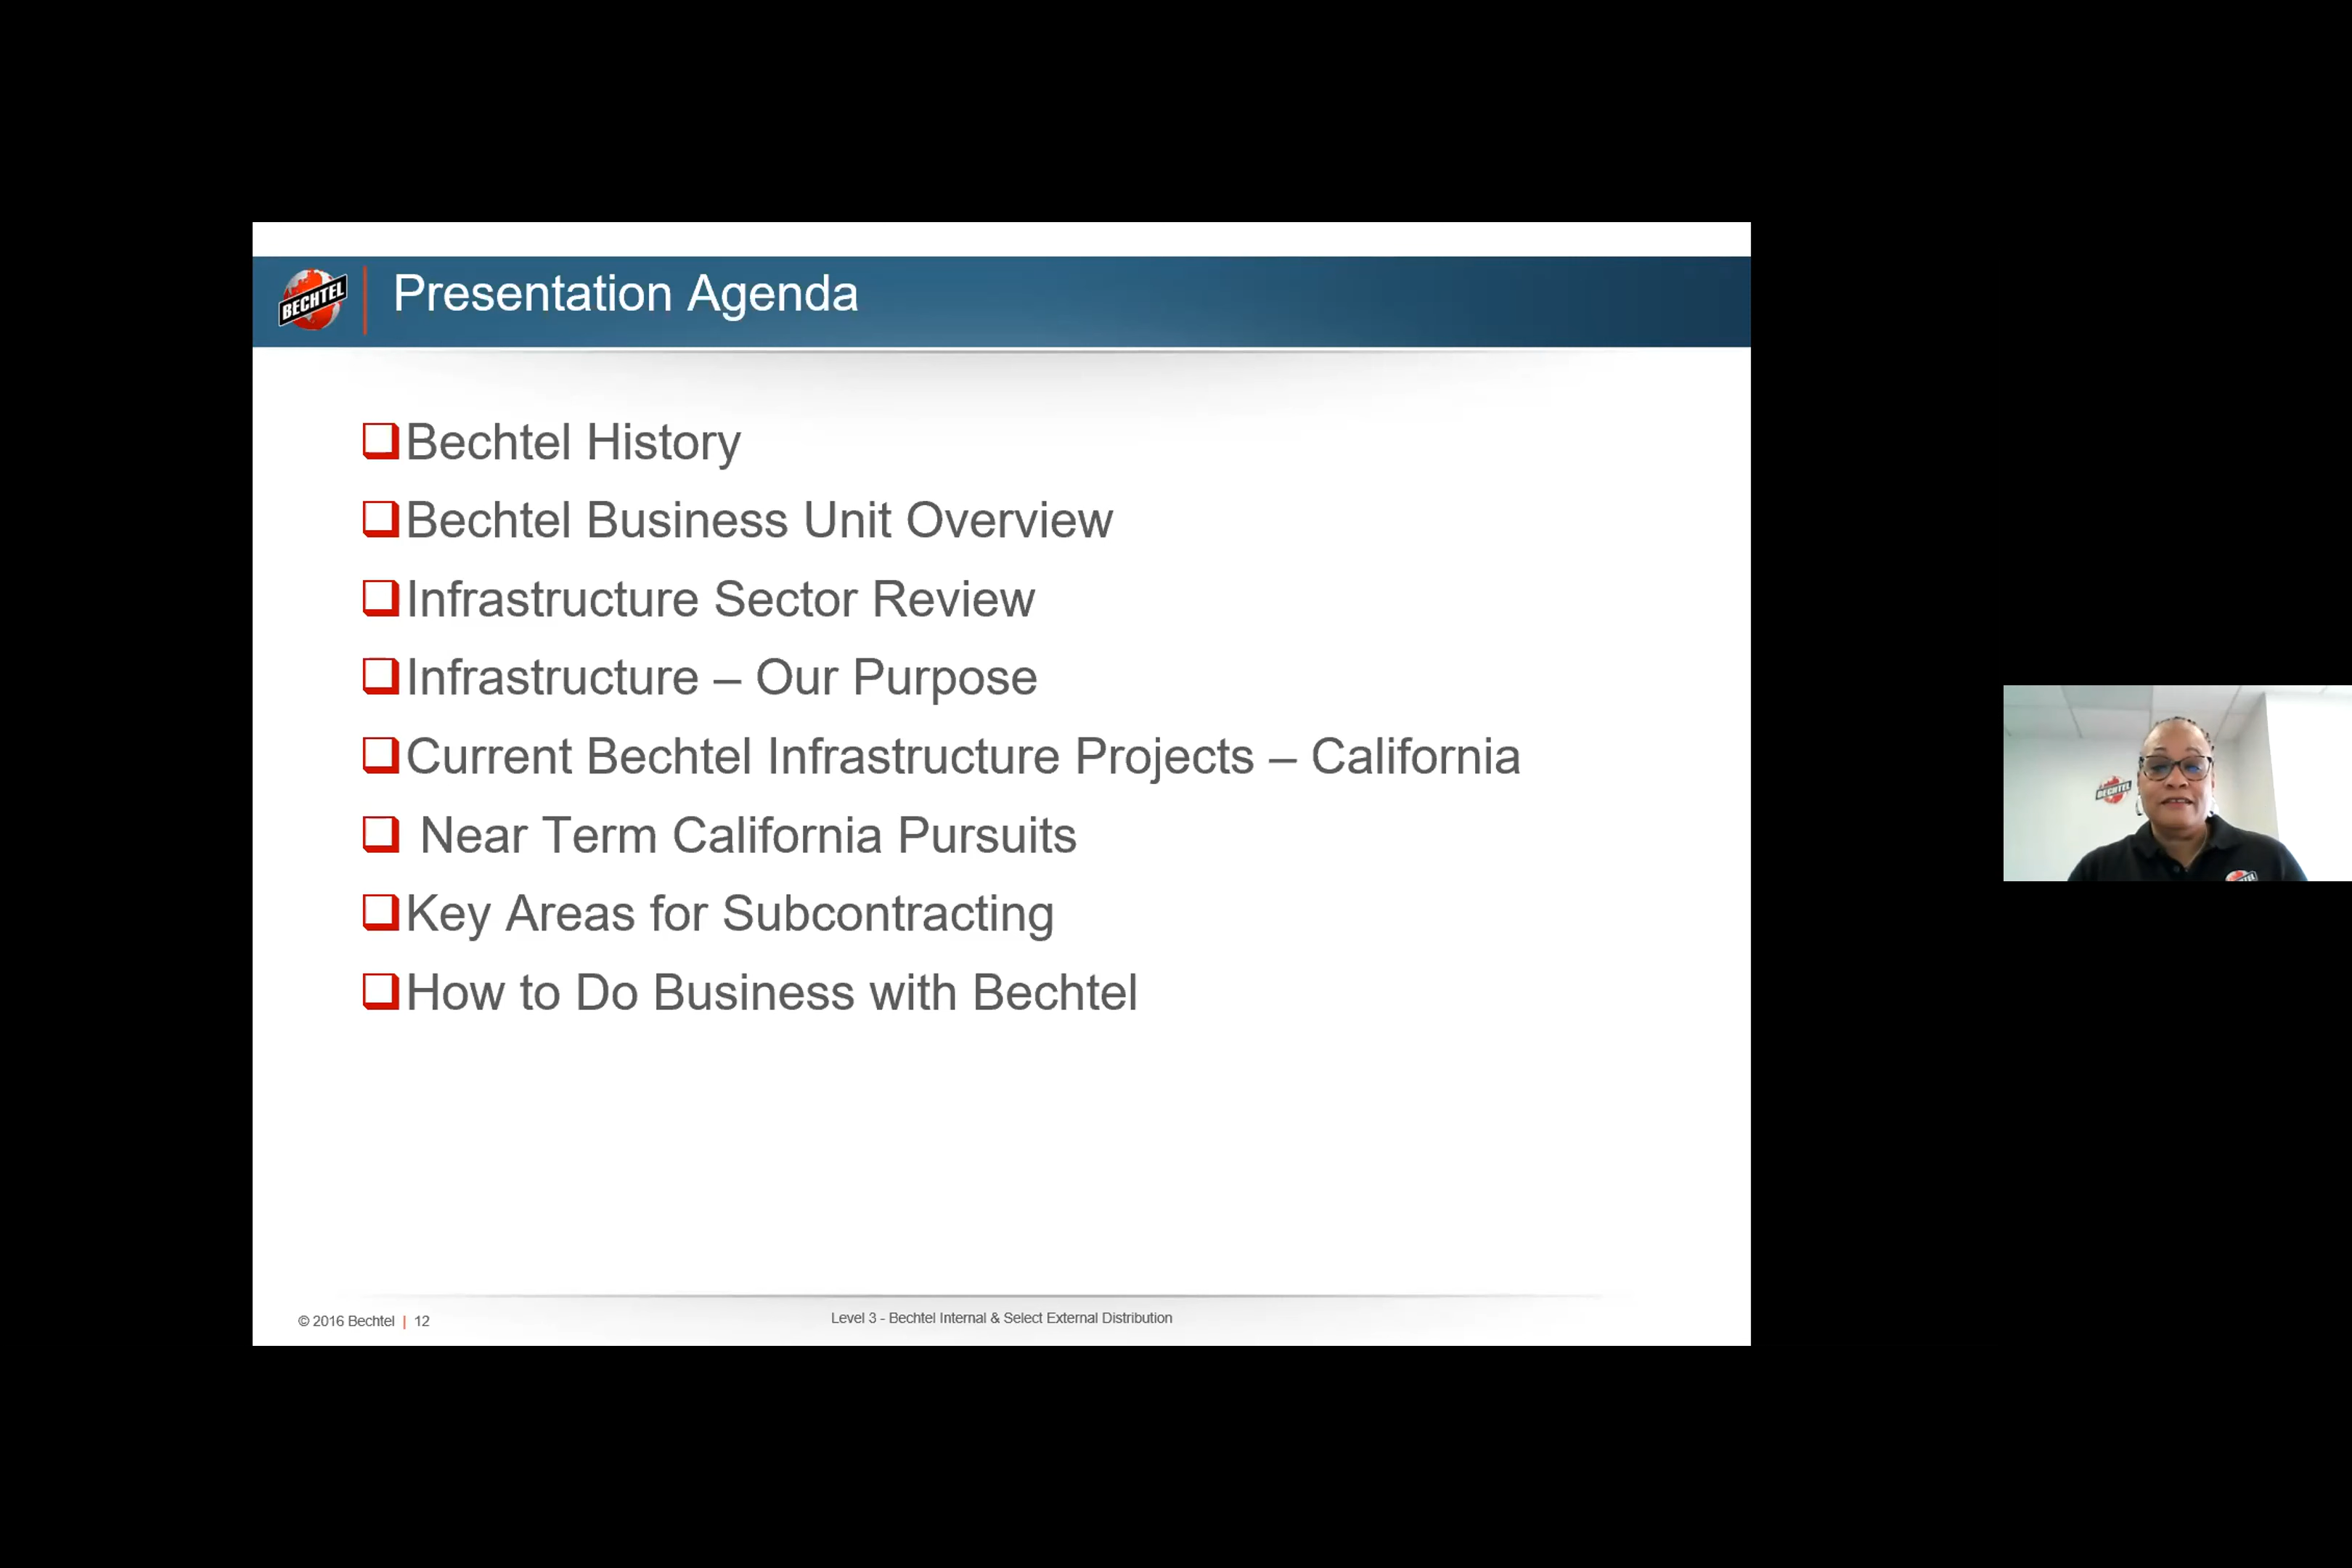 BECHTEL
Presentation Agenda
Bechtel History
Bechtel Business Unit Overview
Infrastructure Sector Review
Infrastructure – Our Purpose
Current Bechtel Infrastructure Projects – California
Near Term California Pursuits
Key Areas for Subcontracting
How to Do Business with Bechtel
BECHTEL
© 2016 Bechtel | 12
Level 3 - Bechtel Internal & Select External Distribution